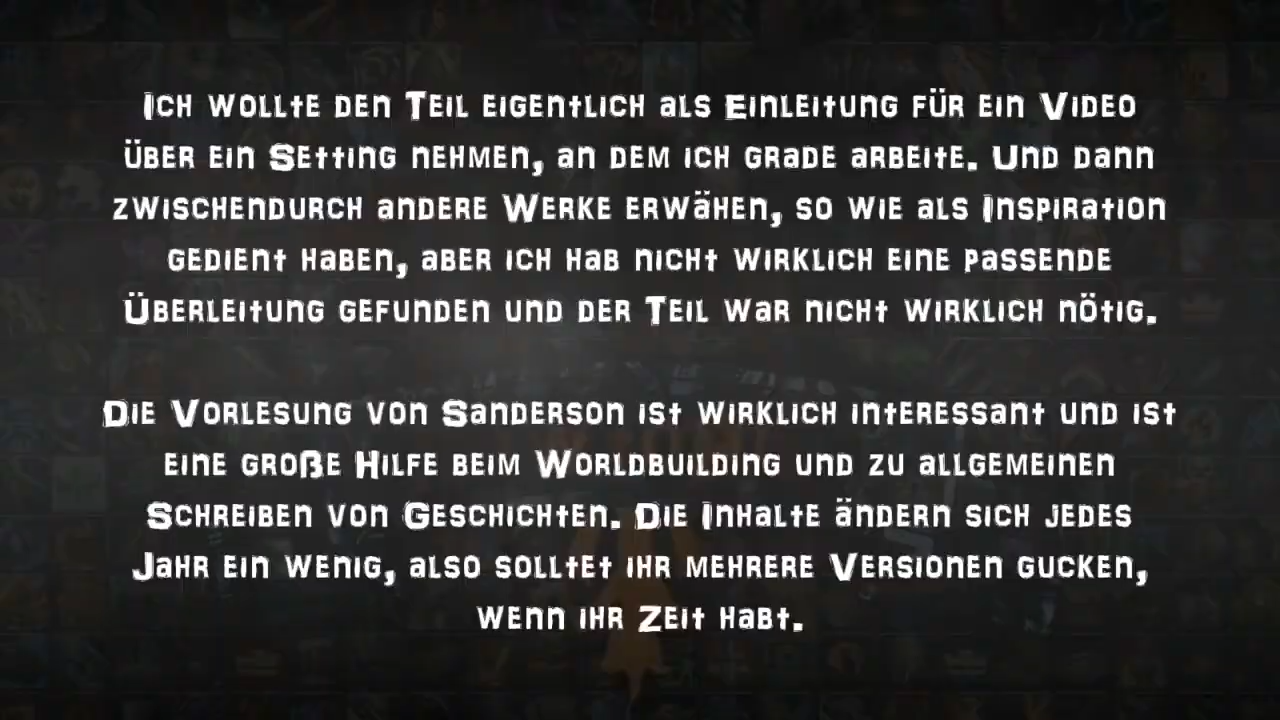 Ich wollte den Teil eigentlich als Einleitung für ein Video
über ein Setting nehmen, an dem ich grade arbeite. Und dann
zwischendurch andere Werke erwähen, so wie als Inspiration
gedient haben, aber ich hab nicht wirklich eine passende
Überleitung gefunden und der Teil war nicht wirklich nötig.
Die Vorlesung von Sanderson ist wirklich interessant und ist
eine große Hilfe beim Worldbuilding und zu allgemeinen
Schreiben von Geschichten. Die Inhalte ändern sich jedes
Jahr ein wenig, also solltet ihr mehrere Versionen gucken,
wenn ihr Zeit habt.